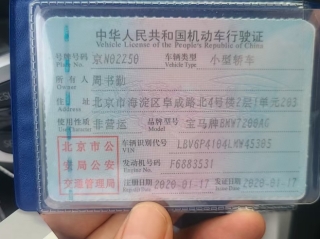 中华人民共和国机动车行驶证
Vehicle License of the People's Republic of China
号牌号码 京N02Z50 车辆类型 小型轿车
Plate No. Vehicle Type
所有人 周书勤
Owner
住址 北京市海淀区阜成路北4号楼2层1单元203
Address
使用性质 非营运 品牌型号 宝马牌BMW7200AG
Use Character Model
北京市公 车辆识别代号 LBV6P4104LMW45305
VIN
安局公安 发动机号码 F6883531
Engine No.
交通管理局 注册日期 2020-01-17 发证日期 2020-01-17
Register Date Issue Date